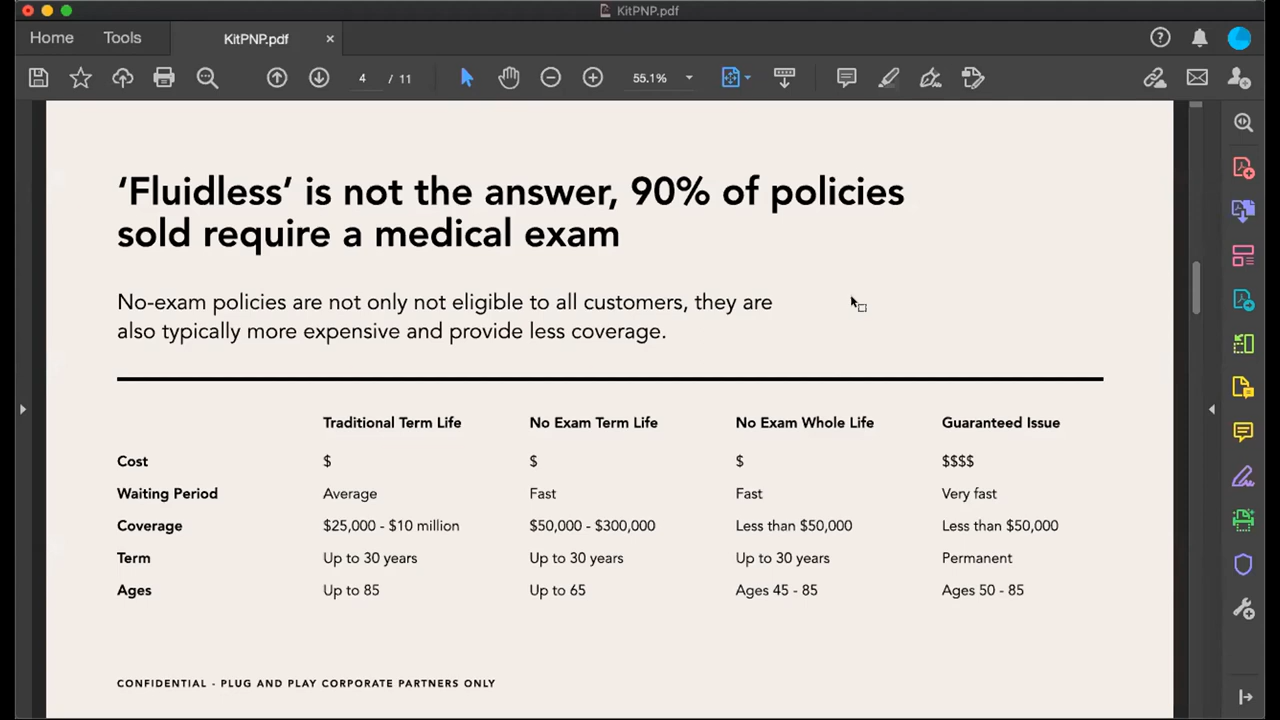 KitPNP.pdf
Home Tools KitPNP.pdf ×
4 / 11 55.1%
‘Fluidless’ is not the answer, 90% of policies
sold require a medical exam
No-exam policies are not only not eligible to all customers, they are
also typically more expensive and provide less coverage.
Traditional Term Life No Exam Term Life No Exam Whole Life Guaranteed Issue
Cost $ $ $ $$$$
Waiting Period Average Fast Fast Very fast
Coverage $25,000 - $10 million $50,000 - $300,000 Less than $50,000 Less than $50,000
Term Up to 30 years Up to 30 years Up to 30 years Permanent
Ages Up to 85 Up to 65 Ages 45 - 85 Ages 50 - 85
CONFIDENTIAL - PLUG AND PLAY CORPORATE PARTNERS ONLY